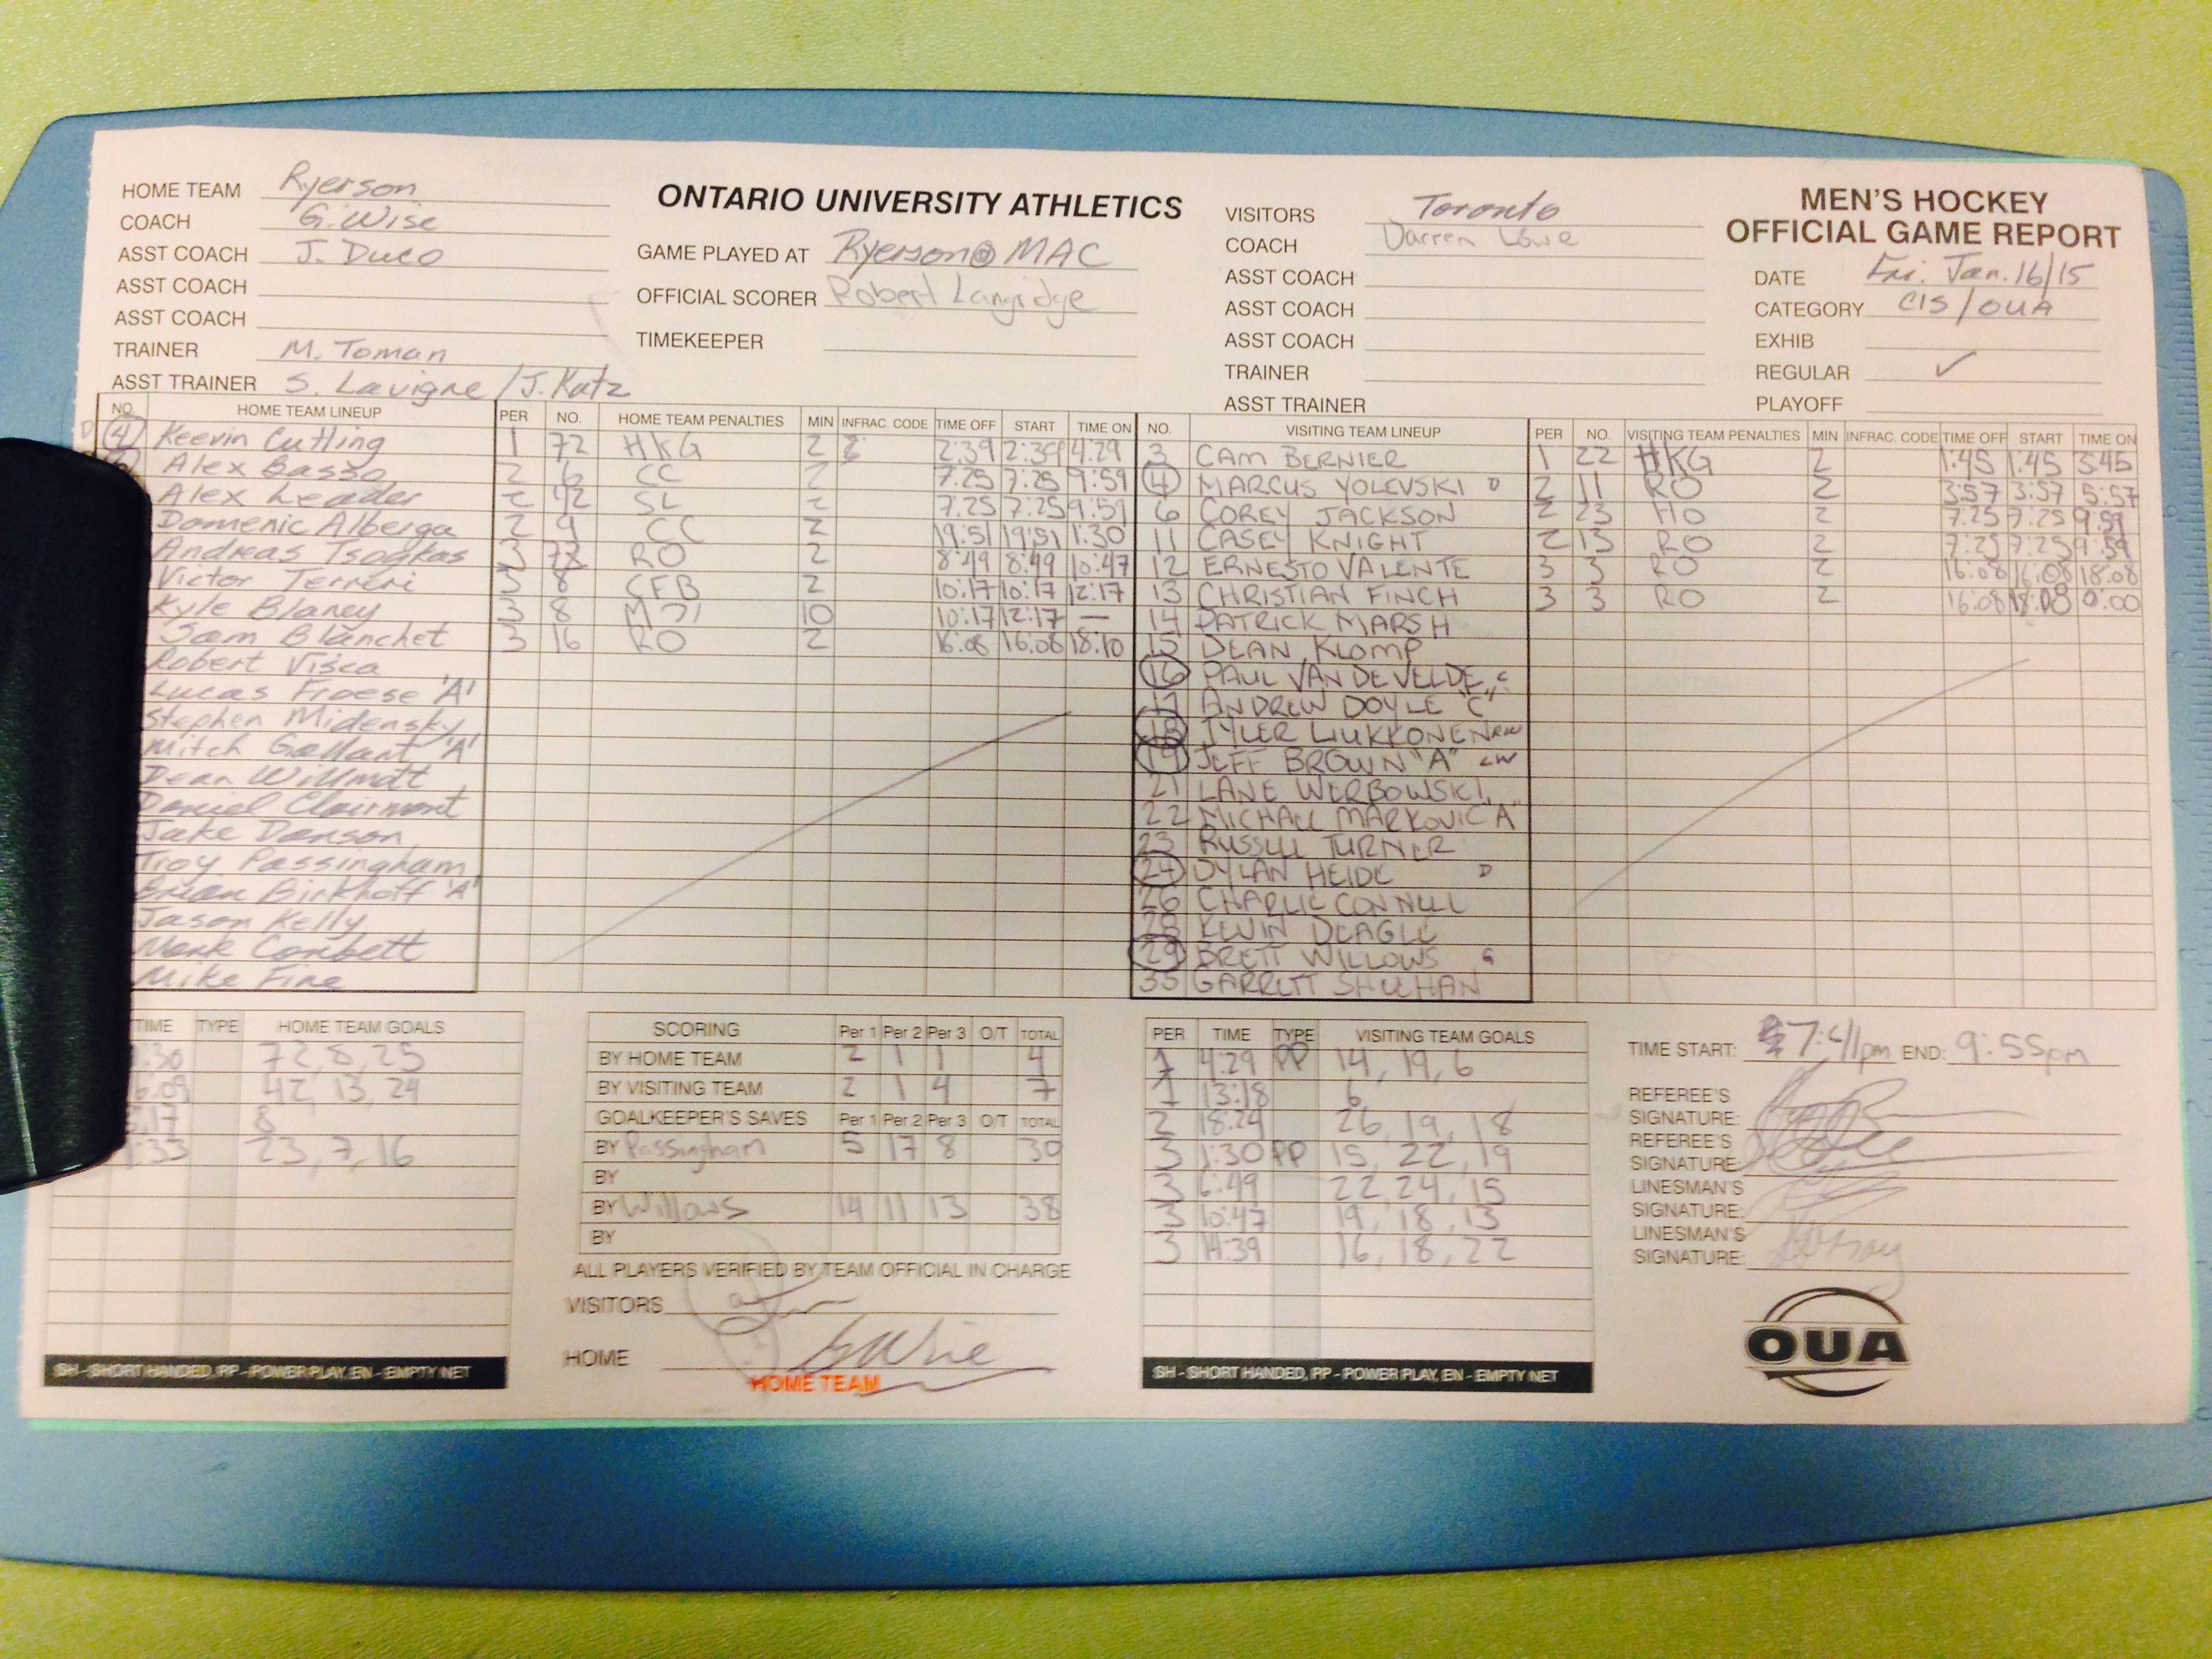 HOME TEAM Ryerson
COACH G. Wise
ASST COACH J. Duco
ASST COACH
ASST COACH
TRAINER M. Toman
ASST TRAINER S. Lavigne / J. Katz
ONTARIO UNIVERSITY ATHLETICS
GAME PLAYED AT Ryerson @ MAC
OFFICIAL SCORER Robert Langridge
TIMEKEEPER
VISITORS Toronto
COACH Darren Lowe
ASST COACH
ASST COACH
ASST COACH
TRAINER
ASST TRAINER
MEN'S HOCKEY
OFFICIAL GAME REPORT
DATE Fri. Jan. 16/15
CATEGORY CIS/OUA
EXHIB
REGULAR ✓
PLAYOFF
NO. HOME TEAM LINEUP
4 Keevin Cutting
Alex Basso
Alex Leader
Domenic Alberga
Andreas Tsogkas
Victor Terreri
Kyle Blaney
Sam Blanchet
Robert Visca
Lucas Froese 'A'
Stephen Midensky
Mitch Gallant 'A'
Dean Willmott
Daniel Clairmont
Jake Danson
Troy Passingham
Brian Birkhoff 'A'
Jason Kelly
Mark Corbett
Mike Fine
PER NO. HOME TEAM PENALTIES MIN INFRAC. CODE TIME OFF START TIME ON
1 72 HKG 2 2:39 2:39 4:29
2 6 CC 2 7:25 7:25 9:59
2 42 SL 2 7:25 7:25 9:59
2 9 CC 2 19:51 19:51 1:30
3 72 RO 2 8:49 8:49 10:47
3 8 CFB 2 10:17 10:17 12:17
3 8 10 10:17 12:17 —
3 16 RO 2 16:08 16:08 18:10
NO. VISITING TEAM LINEUP
3 CAM BERNIER
4 MARCUS YOLEVSKI D
6 COREY JACKSON
11 CASEY KNIGHT
12 ERNESTO VALENTE
13 CHRISTIAN FINCH
14 PATRICK MARSH
15 DEAN KLOMP
16 PAUL VAN DE VELDE C
17 ANDREW DOYLE "C"
18 TYLER LIUKKONEN RW
19 JEFF BROWN "A" LW
21 LANE WERBOWSKI
22 MICHAEL MARKOVIC "A"
23 RUSSELL TURNER
24 DYLAN HEIDE D
26 CHARLIE CONNELL
28 KEVIN DEAGLE
29 BRETT WILLOWS G
35 GARRETT SHEEHAN
PER NO. VISITING TEAM PENALTIES MIN INFRAC. CODE TIME OFF START TIME ON
1 22 HKG 2 1:45 1:45 3:45
2 11 RO 2 3:57 3:57 5:57
2 23 HO 2 7:25 7:25 9:59
2 13 RO 2 7:25 7:25 9:59
3 3 RO 2 16:08 16:08 18:08
3 3 RO 2 16:08 18:08 0:00
TIME TYPE HOME TEAM GOALS
:30 72, 8, 25
6:09 42, 13, 24
:17 8
:33 23, 7, 16
SH - SHORT HANDED, PP - POWER PLAY, EN - EMPTY NET
SCORING Per 1 Per 2 Per 3 O/T TOTAL
BY HOME TEAM 2 1 1 4
BY VISITING TEAM 2 1 4 7
GOALKEEPER'S SAVES Per 1 Per 2 Per 3 O/T TOTAL
BY Passingham 5 17 8 30
BY
BY Willows 14 11 13 38
BY
ALL PLAYERS VERIFIED BY TEAM OFFICIAL IN CHARGE
VISITORS
HOME
HOME TEAM
PER TIME TYPE VISITING TEAM GOALS
1 4:29 PP 14, 19, 6
1 13:18 6
2 18:24 26, 19, 18
3 1:30 PP 15, 22, 19
3 6:49 22, 24, 15
3 10:47 19, 18, 13
3 14:39 16, 18, 22
SH - SHORT HANDED, PP - POWER PLAY, EN - EMPTY NET
TIME START: 7:41pm END: 9:55pm
REFEREE'S
SIGNATURE:
REFEREE'S
SIGNATURE:
LINESMAN'S
SIGNATURE:
LINESMAN'S
SIGNATURE:
OUA